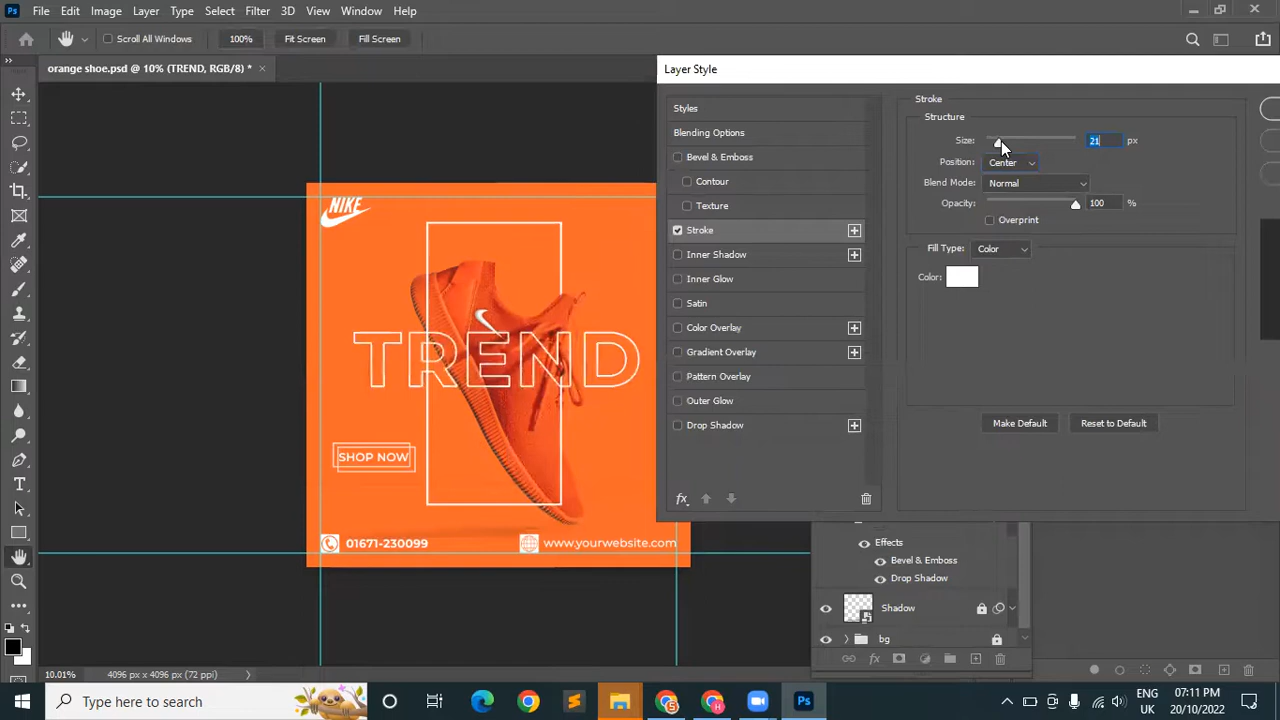 Ps File Edit Image Layer Type Select Filter 3D View Window Help
Scroll All Windows 100% Fit Screen Fill Screen
orange shoe.psd @ 10% (TREND, RGB/8) * ×
Layer Style
Styles
Blending Options
Bevel & Emboss
Contour
Texture
Stroke
Inner Shadow
Inner Glow
Satin
Color Overlay
Gradient Overlay
Pattern Overlay
Outer Glow
Drop Shadow
fx
Stroke
Structure
Size: 21 px
Position: Center
Blend Mode: Normal
Opacity: 100 %
Overprint
Fill Type: Color
Color:
Make Default Reset to Default
NIKE
TREND
SHOP NOW
01671-230099 www.yourwebsite.com
Effects
Bevel & Emboss
Drop Shadow
Shadow
bg
fx
10.01% 4096 px x 4096 px (72 ppi)
Type here to search
Ps
ENG
UK
07:11 PM
20/10/2022